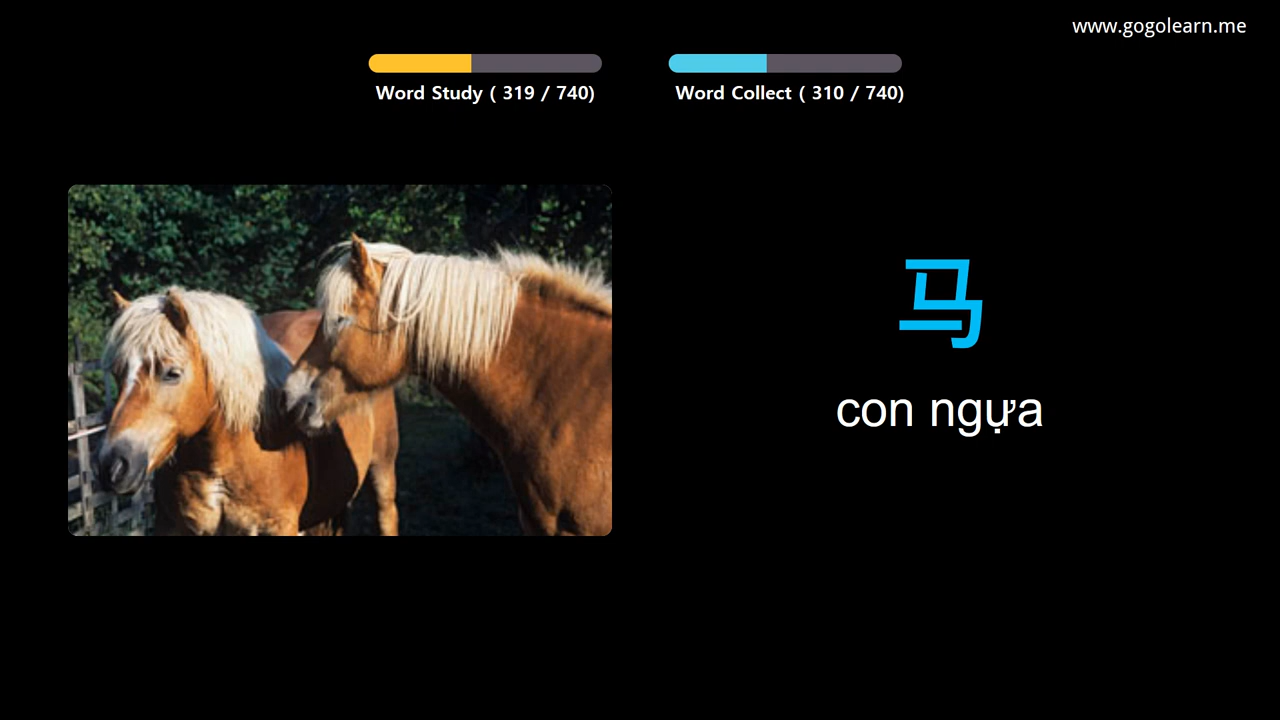 www.gogolearn.me
Word Study ( 319 / 740)
Word Collect ( 310 / 740)
马
con ngựa